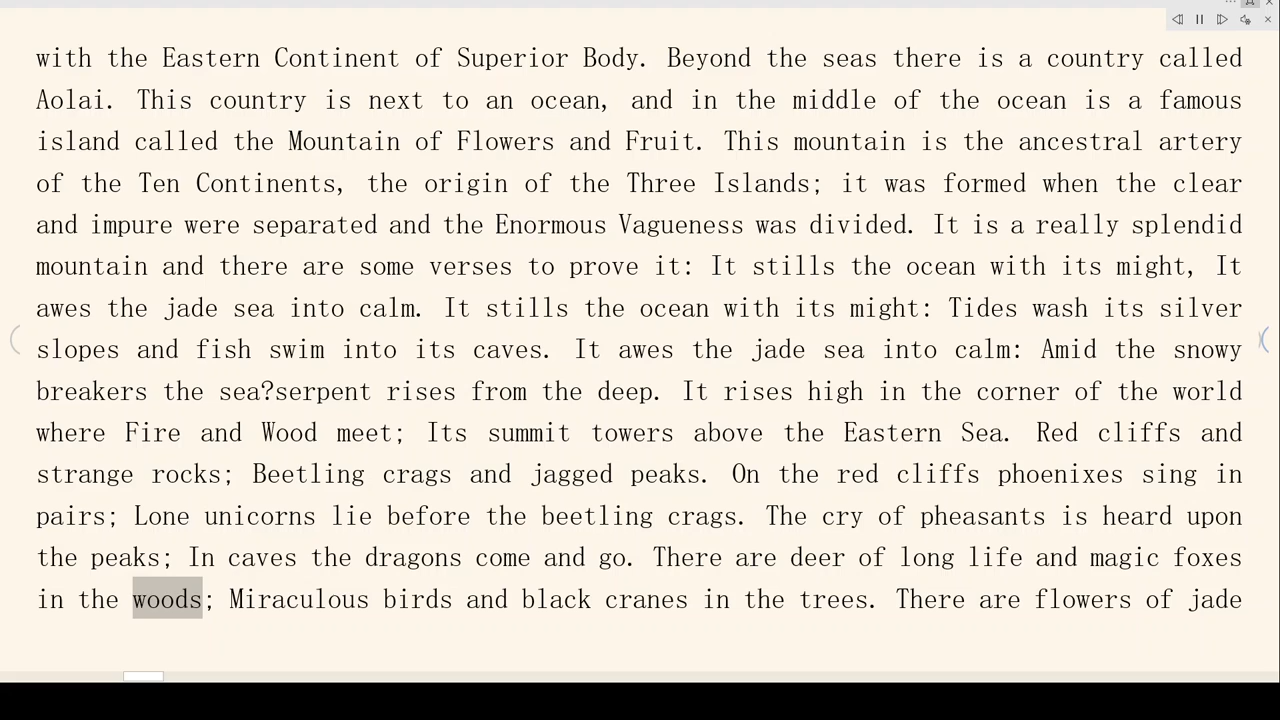 with the Eastern Continent of Superior Body. Beyond the seas there is a country called
Aolai. This country is next to an ocean, and in the middle of the ocean is a famous
island called the Mountain of Flowers and Fruit. This mountain is the ancestral artery
of the Ten Continents, the origin of the Three Islands; it was formed when the clear
and impure were separated and the Enormous Vagueness was divided. It is a really splendid
mountain and there are some verses to prove it: It stills the ocean with its might, It
awes the jade sea into calm. It stills the ocean with its might: Tides wash its silver
slopes and fish swim into its caves. It awes the jade sea into calm: Amid the snowy
breakers the sea?serpent rises from the deep. It rises high in the corner of the world
where Fire and Wood meet; Its summit towers above the Eastern Sea. Red cliffs and
strange rocks; Beetling crags and jagged peaks. On the red cliffs phoenixes sing in
pairs; Lone unicorns lie before the beetling crags. The cry of pheasants is heard upon
the peaks; In caves the dragons come and go. There are deer of long life and magic foxes
in the woods; Miraculous birds and black cranes in the trees. There are flowers of jade